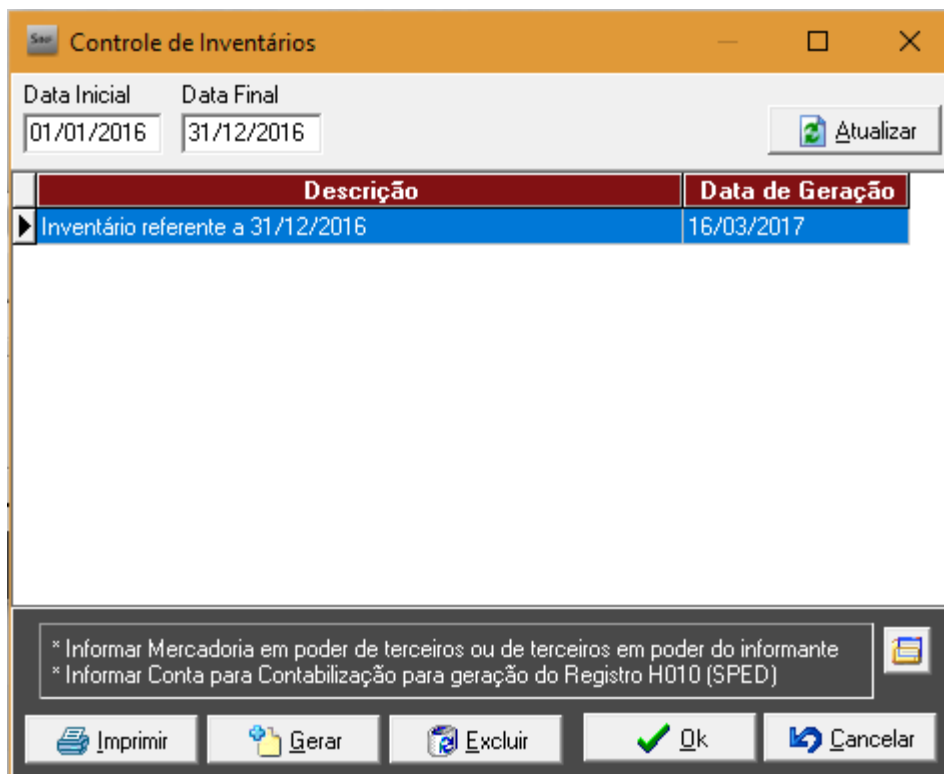 Controle de Inventários
Data Inicial Data Final
01/01/2016 31/12/2016 Atualizar
Descrição Data de Geração
Inventário referente a 31/12/2016 16/03/2017
* Informar Mercadoria em poder de terceiros ou de terceiros em poder do informante
* Informar Conta para Contabilização para geração do Registro H010 (SPED)
Imprimir Gerar Excluir Ok Cancelar